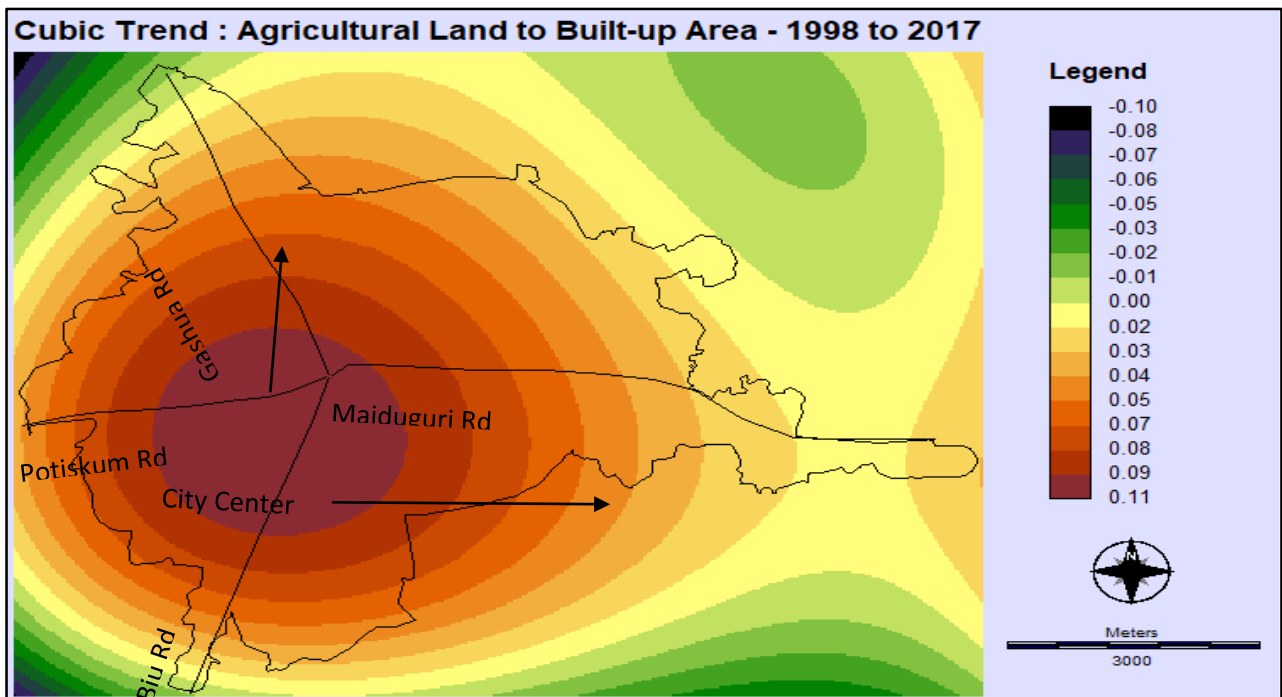 Cubic Trend : Agricultural Land to Built-up Area - 1998 to 2017
Gashua Rd
Maiduguri Rd
Potiskum Rd
City Center
Biu Rd
Legend
-0.10
-0.08
-0.07
-0.06
-0.05
-0.03
-0.02
-0.01
0.00
0.02
0.03
0.04
0.05
0.07
0.08
0.09
0.11
N
Meters
3000